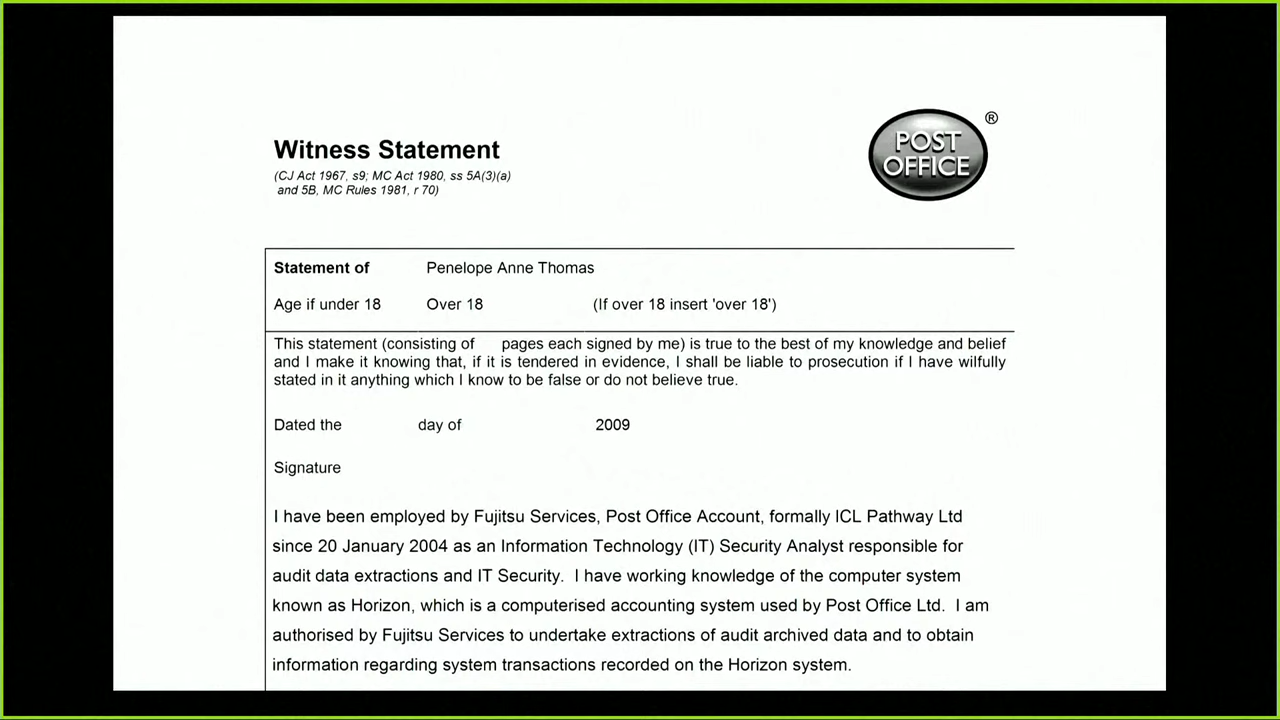 POST
OFFICE
®
Witness Statement
(CJ Act 1967, s9; MC Act 1980, ss 5A(3)(a)
and 5B, MC Rules 1981, r 70)
Statement of Penelope Anne Thomas
Age if under 18 Over 18 (If over 18 insert 'over 18')
This statement (consisting of pages each signed by me) is true to the best of my knowledge and belief
and I make it knowing that, if it is tendered in evidence, I shall be liable to prosecution if I have wilfully
stated in it anything which I know to be false or do not believe true.
Dated the day of 2009
Signature
I have been employed by Fujitsu Services, Post Office Account, formally ICL Pathway Ltd
since 20 January 2004 as an Information Technology (IT) Security Analyst responsible for
audit data extractions and IT Security. I have working knowledge of the computer system
known as Horizon, which is a computerised accounting system used by Post Office Ltd. I am
authorised by Fujitsu Services to undertake extractions of audit archived data and to obtain
information regarding system transactions recorded on the Horizon system.